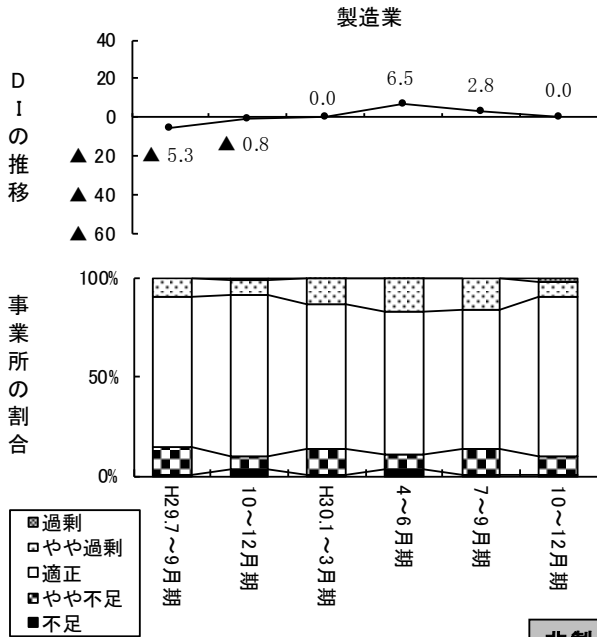 製造業
DIの推移
40
20
0
▲ 20
▲ 40
▲ 60
▲ 5.3
▲ 0.8
0.0
6.5
2.8
0.0
事業所の割合
100%
50%
0%
H29.7～9月期
10～12月期
H30.1～3月期
4～6月期
7～9月期
10～12月期
過剰
やや過剰
適正
やや不足
不足